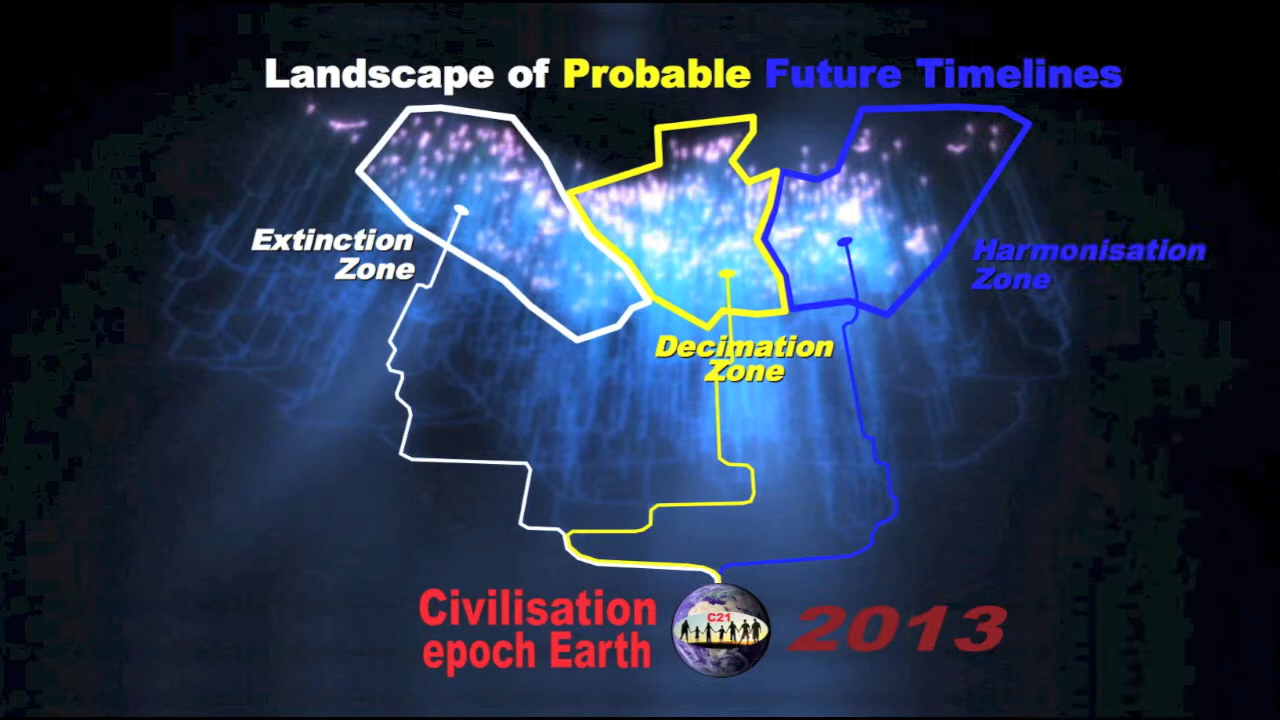 Landscape of Probable Future Timelines
Extinction
Zone
Harmonisation
Zone
Decimation
Zone
Civilisation
epoch Earth
C21
2013